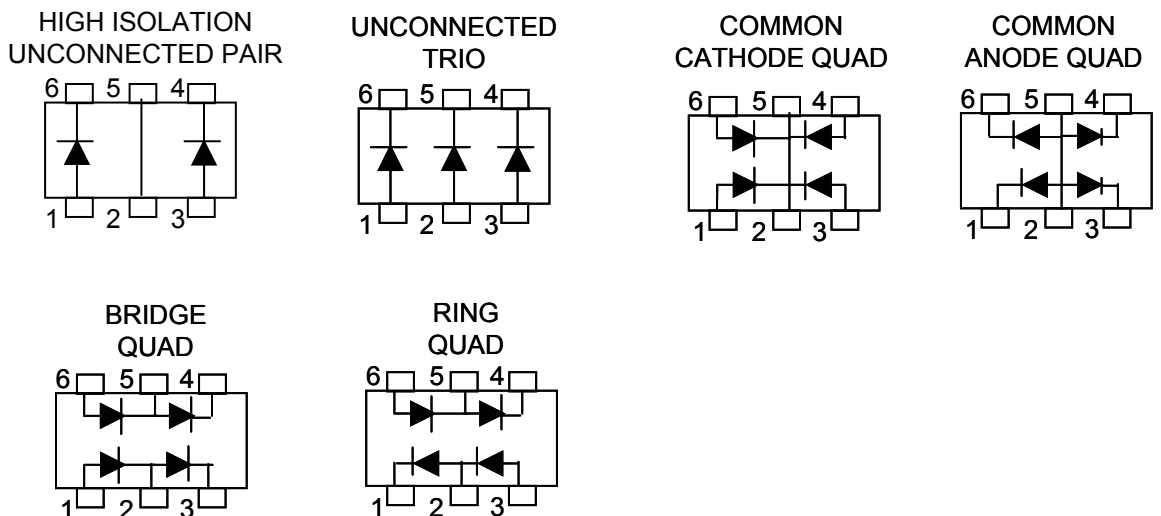 HIGH ISOLATION
UNCONNECTED PAIR
6 5 4
1 2 3
UNCONNECTED
TRIO
6 5 4
1 2 3
COMMON
CATHODE QUAD
6 5 4
1 2 3
COMMON
ANODE QUAD
6 5 4
1 2 3
BRIDGE
QUAD
6 5 4
1 2 3
RING
QUAD
6 5 4
1 2 3